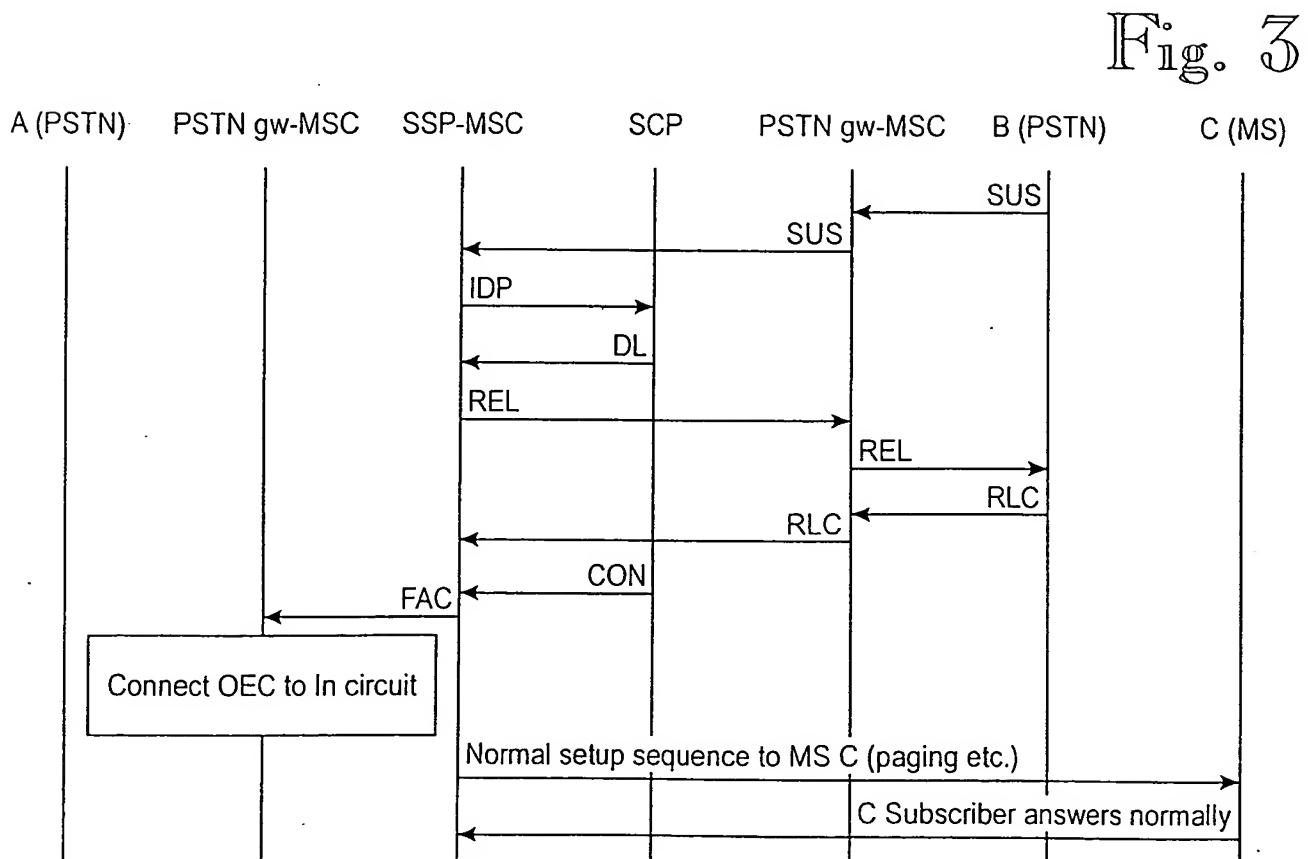 Fig. 3
A (PSTN) PSTN gw-MSC SSP-MSC SCP PSTN gw-MSC B (PSTN) C (MS)
SUS
SUS
IDP
DL
REL
REL
RLC
RLC
CON
FAC
Connect OEC to In circuit
Normal setup sequence to MS C (paging etc.)
C Subscriber answers normally